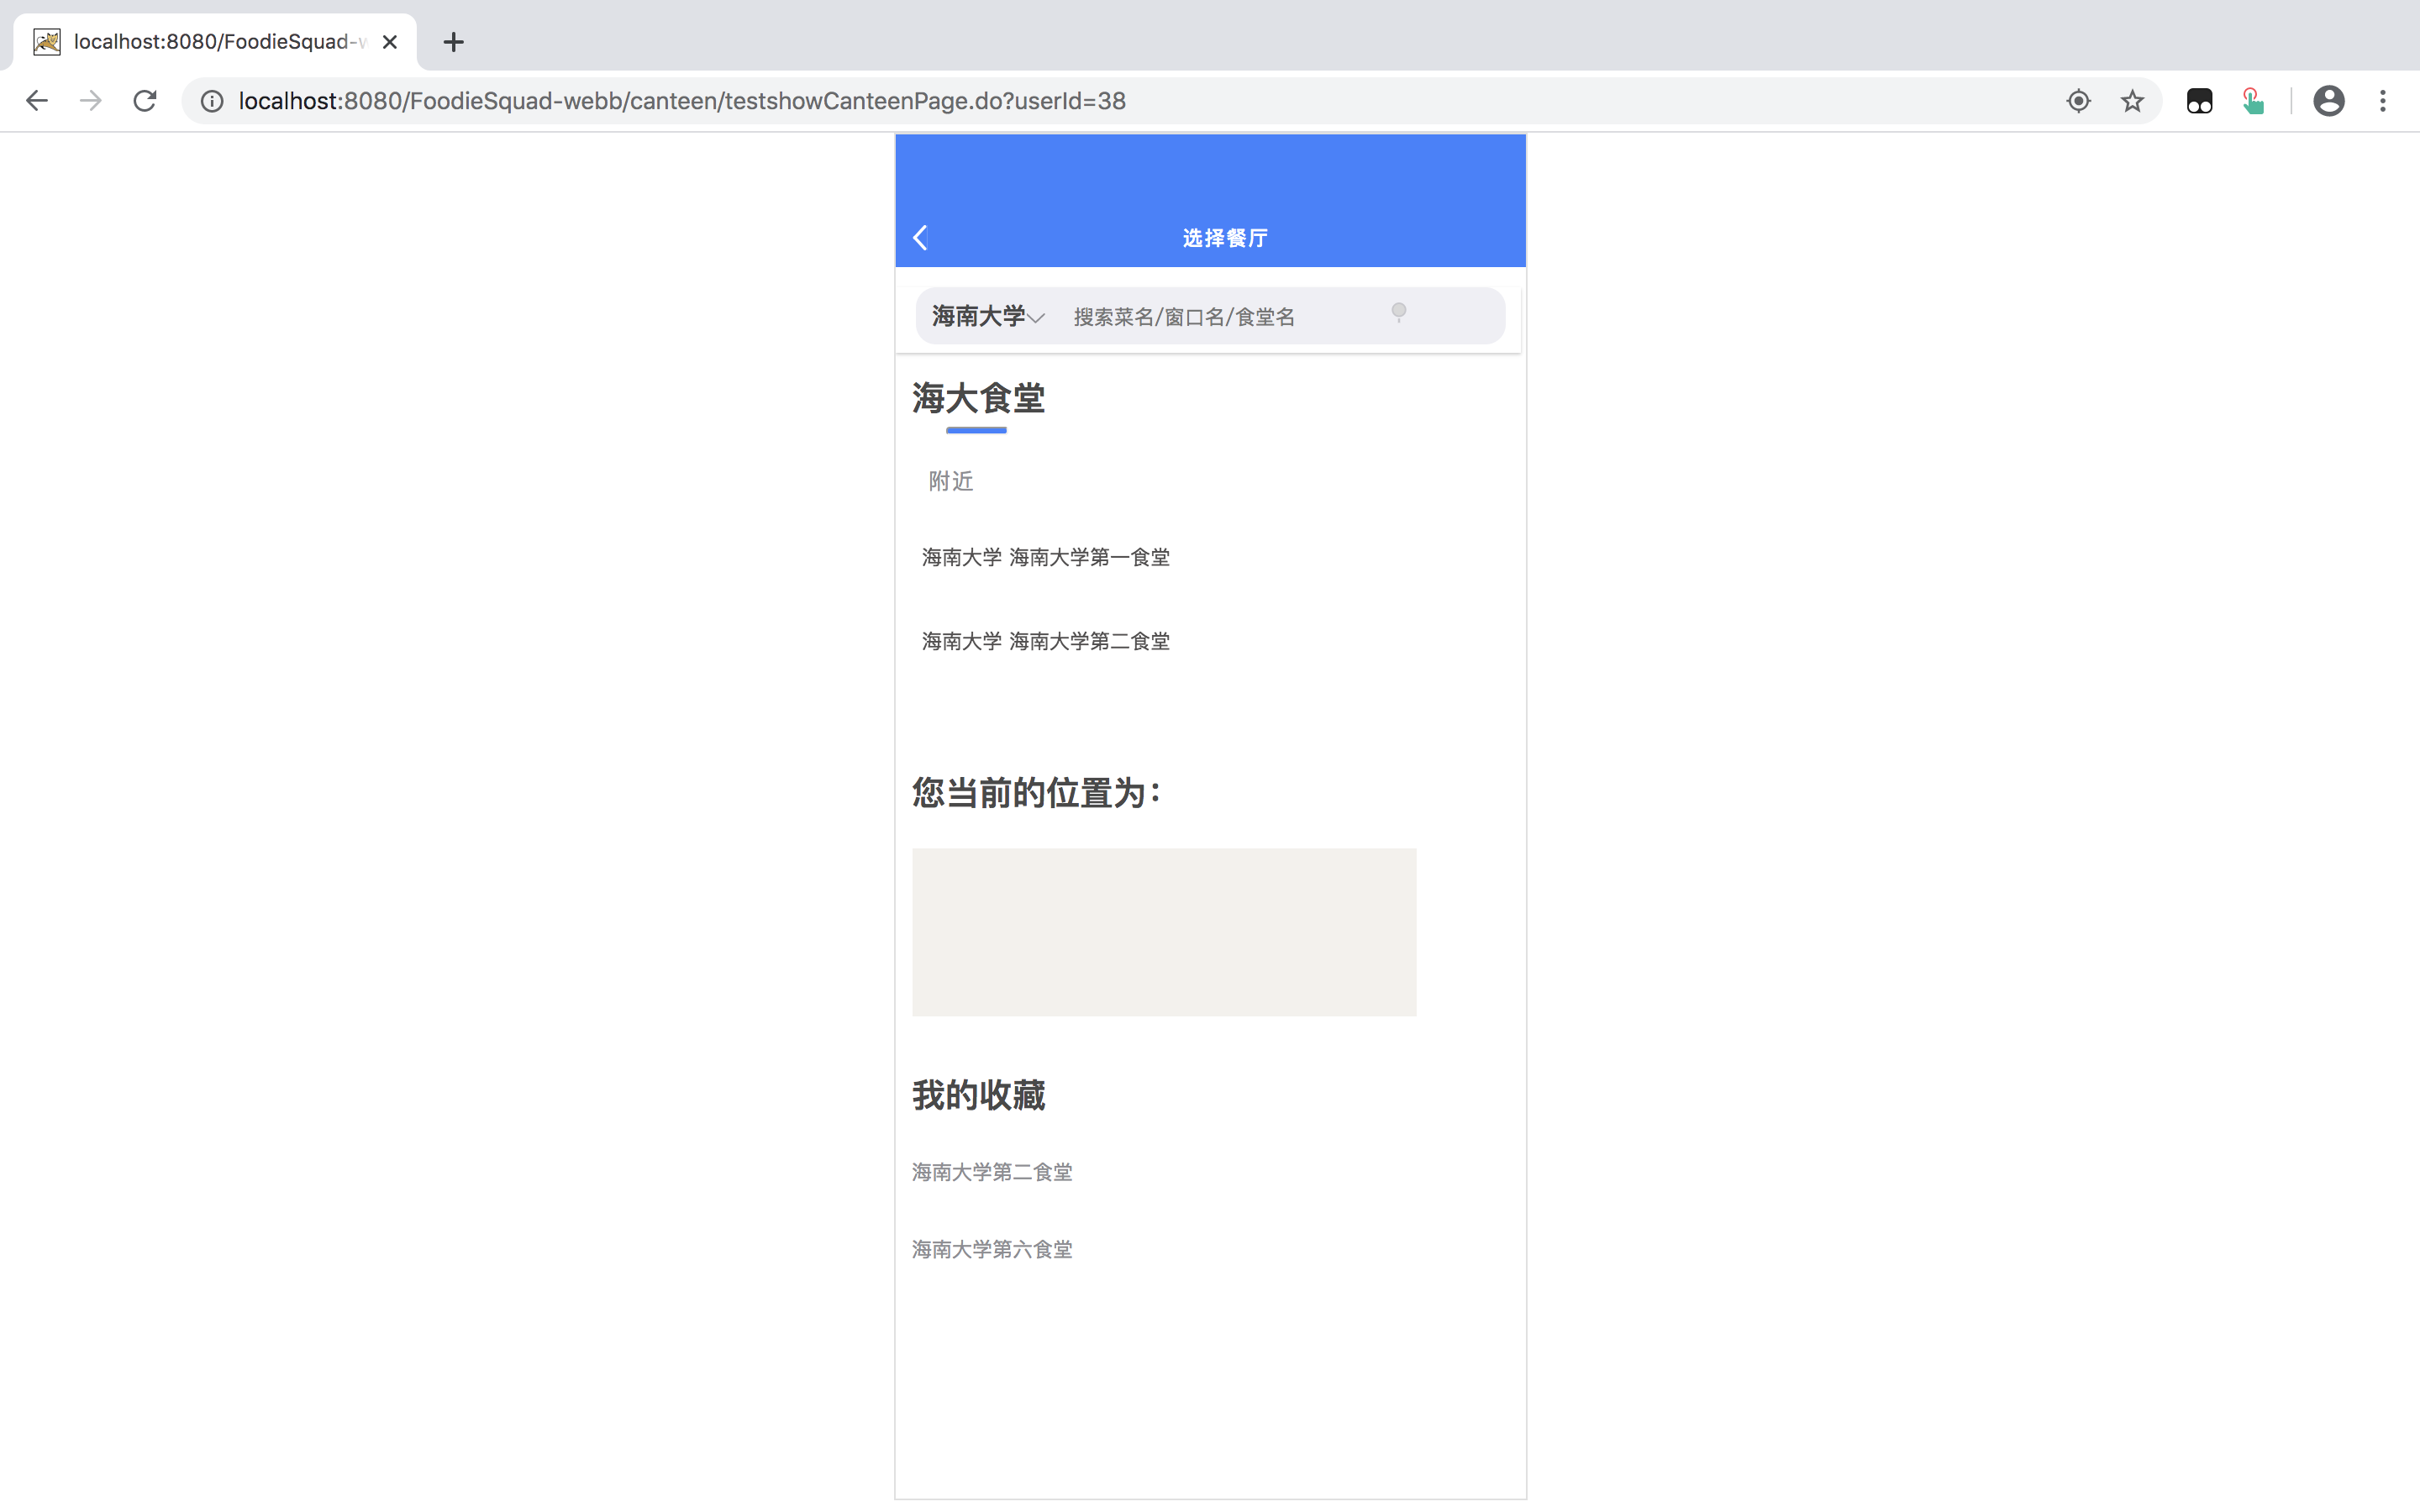 localhost:8080/FoodieSquad-w
localhost:8080/FoodieSquad-webb/canteen/testshowCanteenPage.do?userId=38
选择餐厅
海南大学 搜索菜名/窗口名/食堂名
海大食堂
附近
海南大学 海南大学第一食堂
海南大学 海南大学第二食堂
您当前的位置为：
我的收藏
海南大学第二食堂
海南大学第六食堂